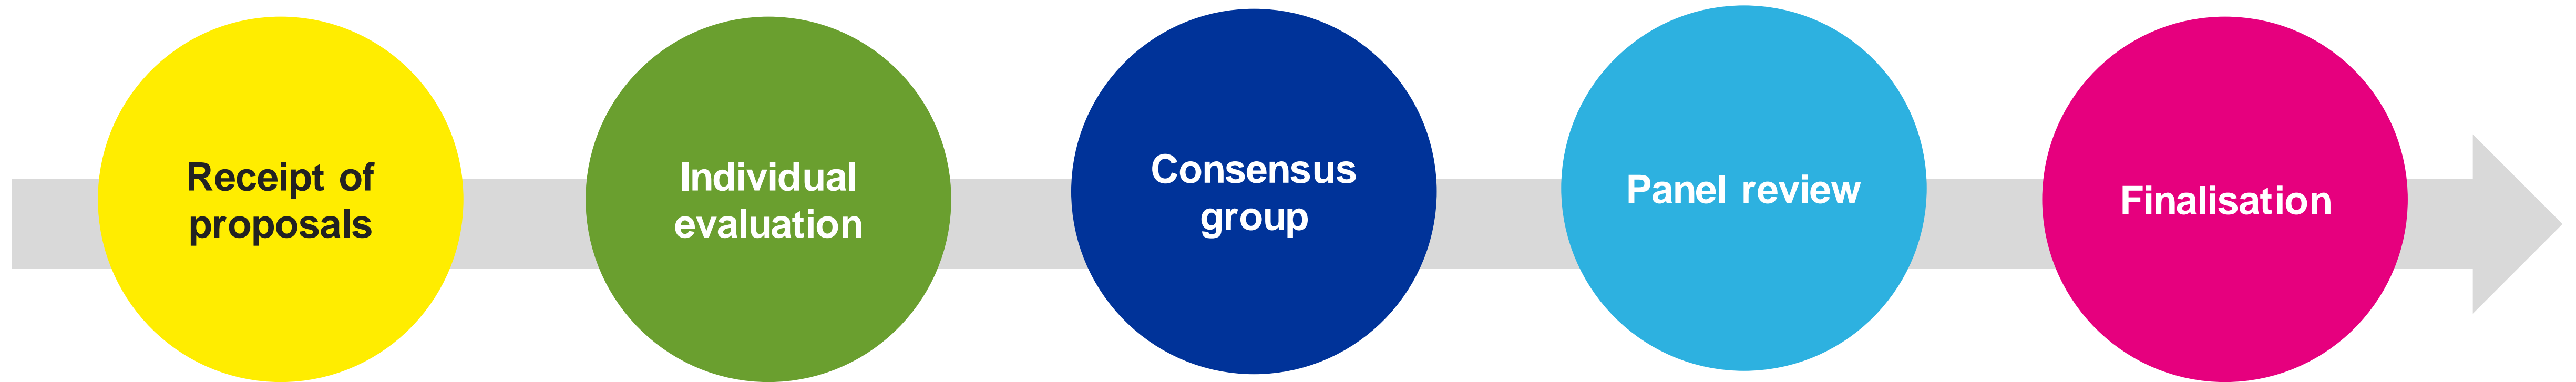 Receipt of
proposals
Individual
evaluation
Consensus
group
Panel review
Finalisation